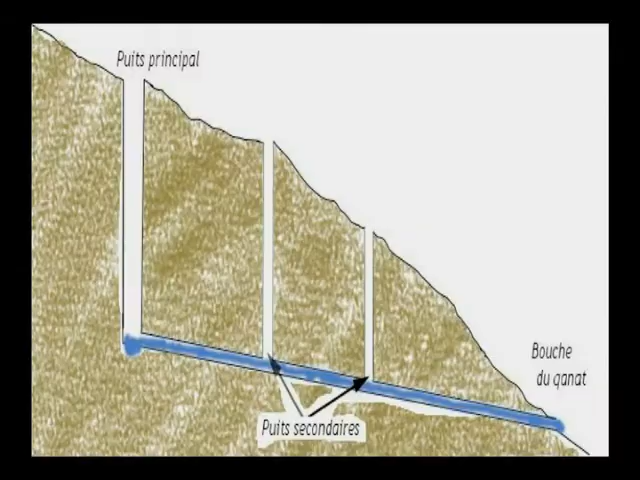 Puits principal
Bouche
du qanat
Puits secondaires